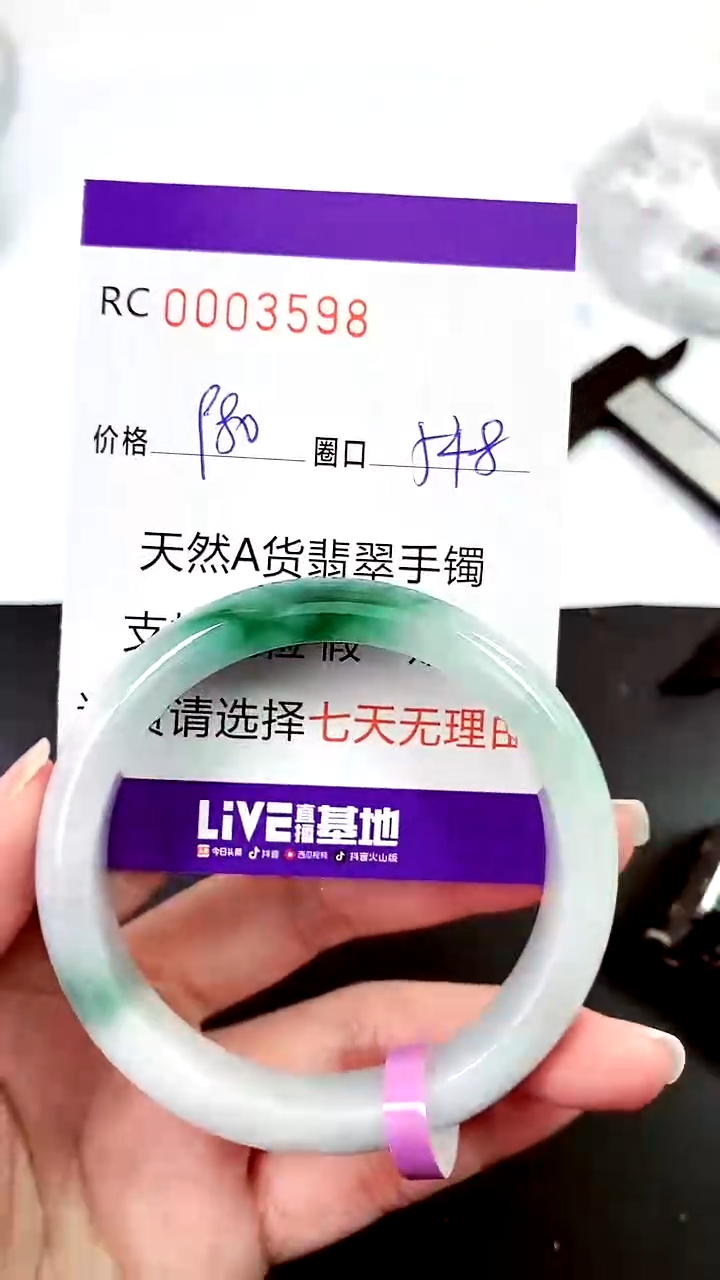 RC 0003598
价格 圈口 548
天然A货翡翠手镯
支
请选择七天无理由
LiVE直播基地
今日头条 抖音 西瓜视频 抖音火山版